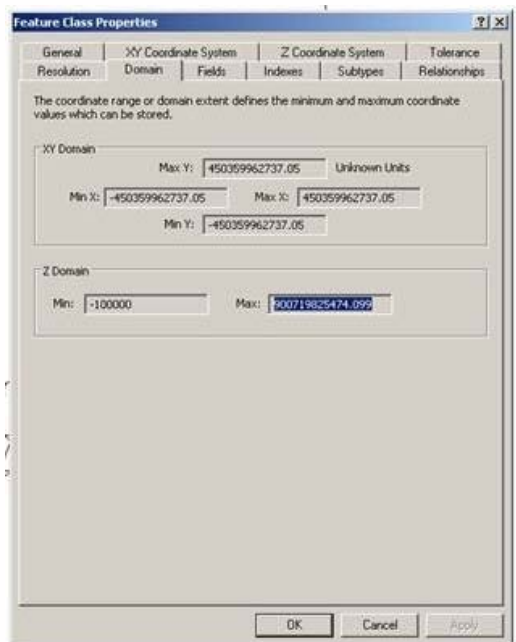 Feature Class Properties
General XY Coordinate System Z Coordinate System Tolerance
Resolution Domain Fields Indexes Subtypes Relationships
The coordinate range or domain extent defines the minimum and maximum coordinate
values which can be stored.
XY Domain
Max Y: 450359962737.05 Unknown Units
Min X: -450359962737.05 Max X: 450359962737.05
Min Y: -450359962737.05
Z Domain
Min: -100000 Max: 900719825474.099
OK Cancel Apply